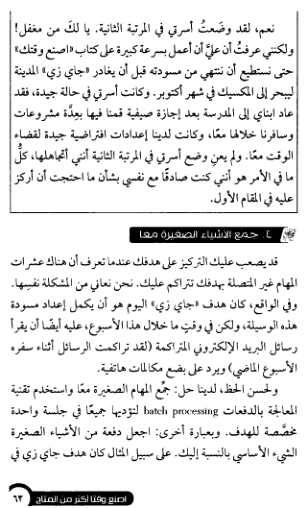 نعم، لقد وضعتُ أسرتي في المرتبة الثانية. يا لكَ من مغفل!
ولكنني عرفتُ أن عليَّ أن أعمل بسرعة كبيرة على كتاب «اصنع وقتك»
حتى نستطيع أن ننتهي من مسودته قبل أن يغادر «جاي زي» المدينة
ليبحر إلى المكسيك في شهر أكتوبر. وكانت أسرتي في حالة جيدة، فقد
عاد ابناي إلى المدرسة بعد إجازة صيفية قمنا فيها بعِدَّة مشروعات
وسافرنا خلالها معًا، وكانت لدينا إعدادات افتراضية جيدة لقضاء
الوقت معًا. ولم يعنِ وضع أسرتي في المرتبة الثانية أنني أتجاهلها، كلُّ
ما في الأمر هو أنني كنت صادقًا مع نفسي بشأن ما احتجت أن أركز
عليه في المقام الأول.
٤. جمع الأشياء الصغيرة معًا
قد يصعب عليك التركيز على هدفك عندما تعرف أن هناك عشرات
المهام غير المتصلة بهدفك تتراكم عليك. نحن نعاني من المشكلة نفسِها.
وفي الواقع، كان هدف «جاي زي» اليوم هو أن يكمل إعداد مسودة
هذه الوسيلة، ولكن في وقتٍ ما خلال هذا الأسبوع، عليه أيضًا أن يقرأ
رسائل البريد الإلكتروني المتراكمة (لقد تراكمت الرسائل أثناء سفره
الأسبوع الماضي) ويرد على بضع مكالمات هاتفية.
ولحسن الحظ، لدينا حل: جمِّع المهام الصغيرة معًا واستخدم تقنية
المعالجة بالدفعات batch processing لتؤديها جميعًا في جلسة واحدة
مخصَّصة للهدف. وبعبارة أخرى: اجعل دفعة من الأشياء الصغيرة
الشيء الأساسي بالنسبة إليك. على سبيل المثال كان هدف جاي زي في
اصنع وقتًا أكثر من المتاح ٦٣